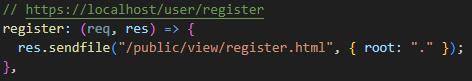 // https://localhost/user/register
register: (req, res) => {
  res.sendfile("/public/view/register.html", { root: "." });
},